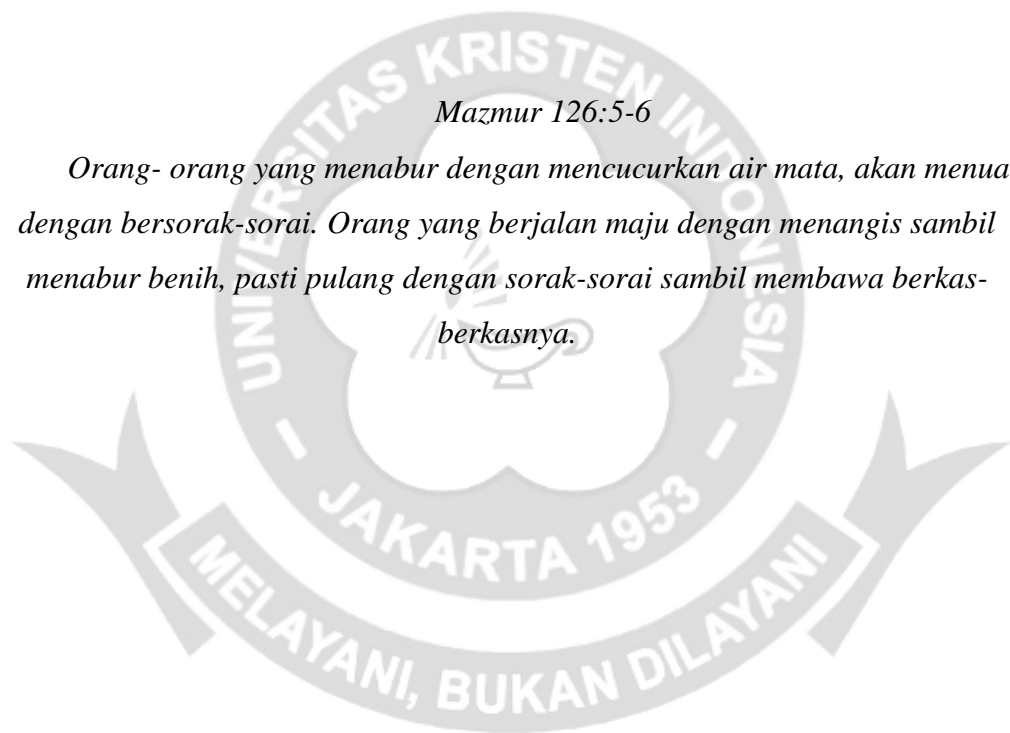 Mazmur 126:5-6
Orang- orang yang menabur dengan mencucurkan air mata, akan menua
dengan bersorak-sorai. Orang yang berjalan maju dengan menangis sambil
menabur benih, pasti pulang dengan sorak-sorai sambil membawa berkas-
berkasnya.
UNIVERSITAS KRISTEN INDONESIA
JAKARTA 1953
MELAYANI, BUKAN DILAYANI